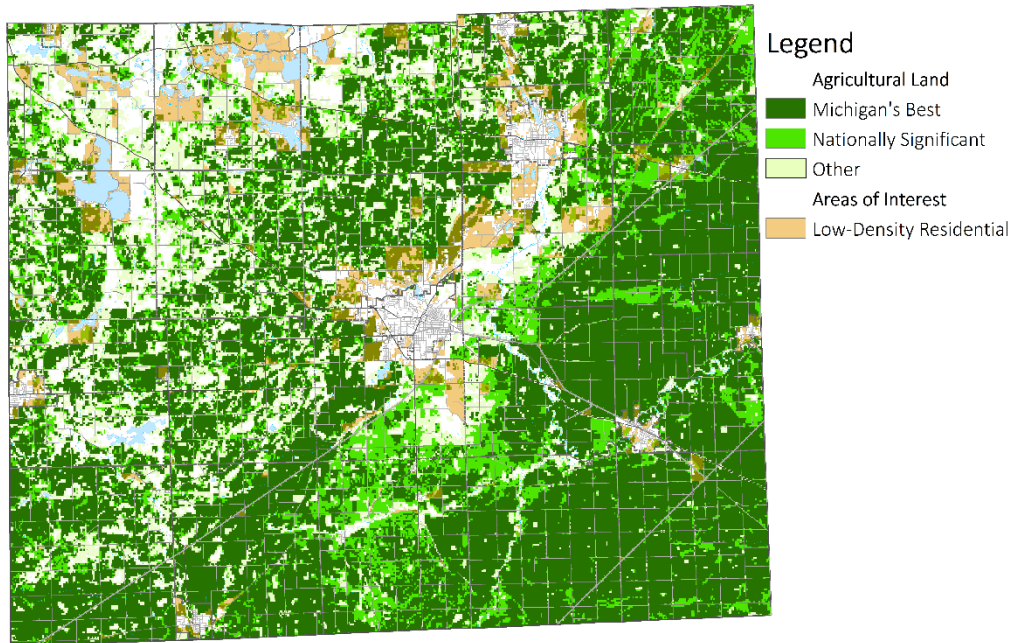 Legend
Agricultural Land
Michigan's Best
Nationally Significant
Other
Areas of Interest
Low-Density Residential